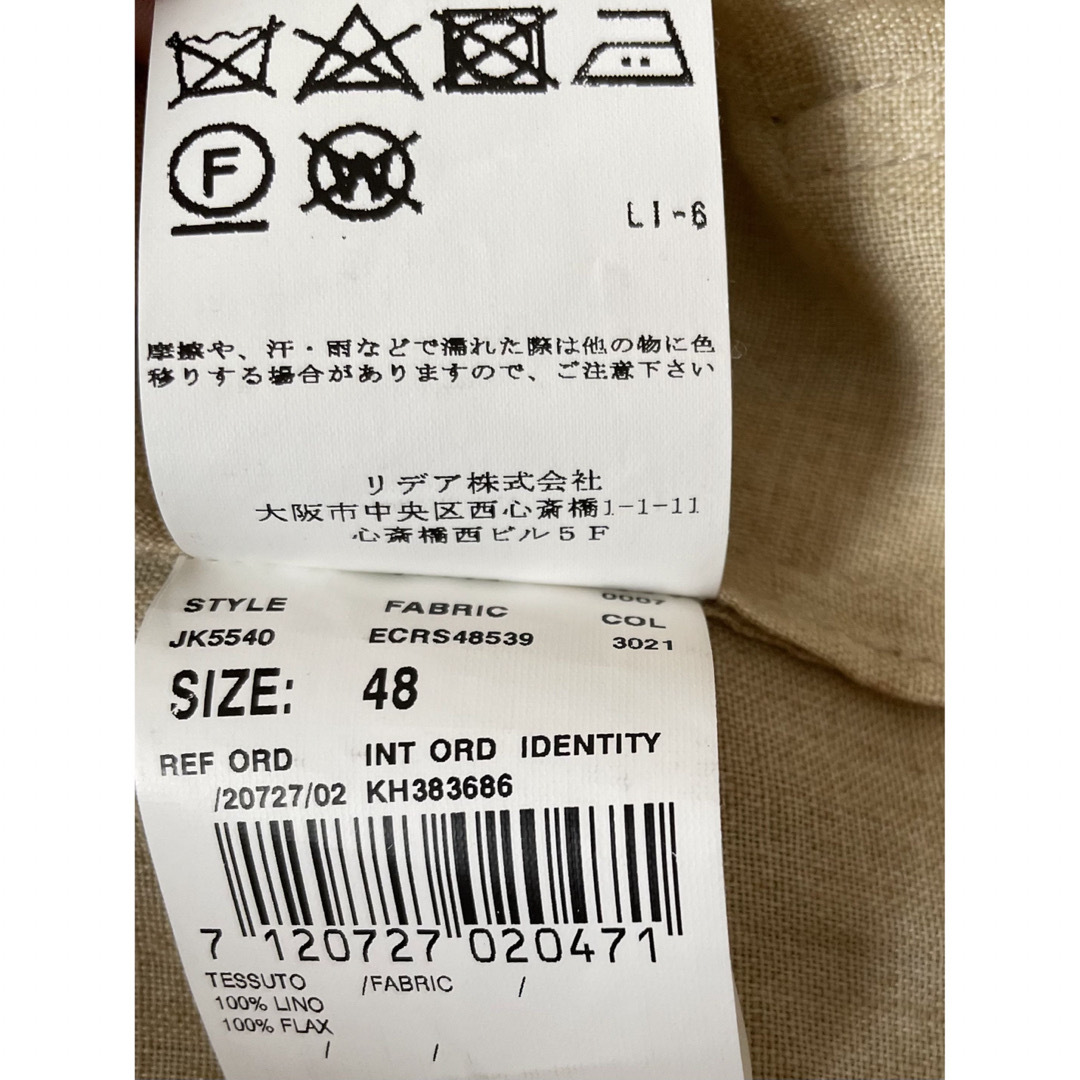 F W
LI-6
摩擦や、汗・雨などで濡れた際は他の物に色
移りする場合がありますので、ご注意下さい
リデア株式会社
大阪市中央区西心斎橋1-1-11
心斎橋西ビル5F
0007
STYLE FABRIC COL
JK5540 ECRS48539 3021
SIZE: 48
REF ORD INT ORD IDENTITY
/20727/02 KH383686
7 120727 020471
TESSUTO /FABRIC /
100% LINO
100% FLAX
/ /